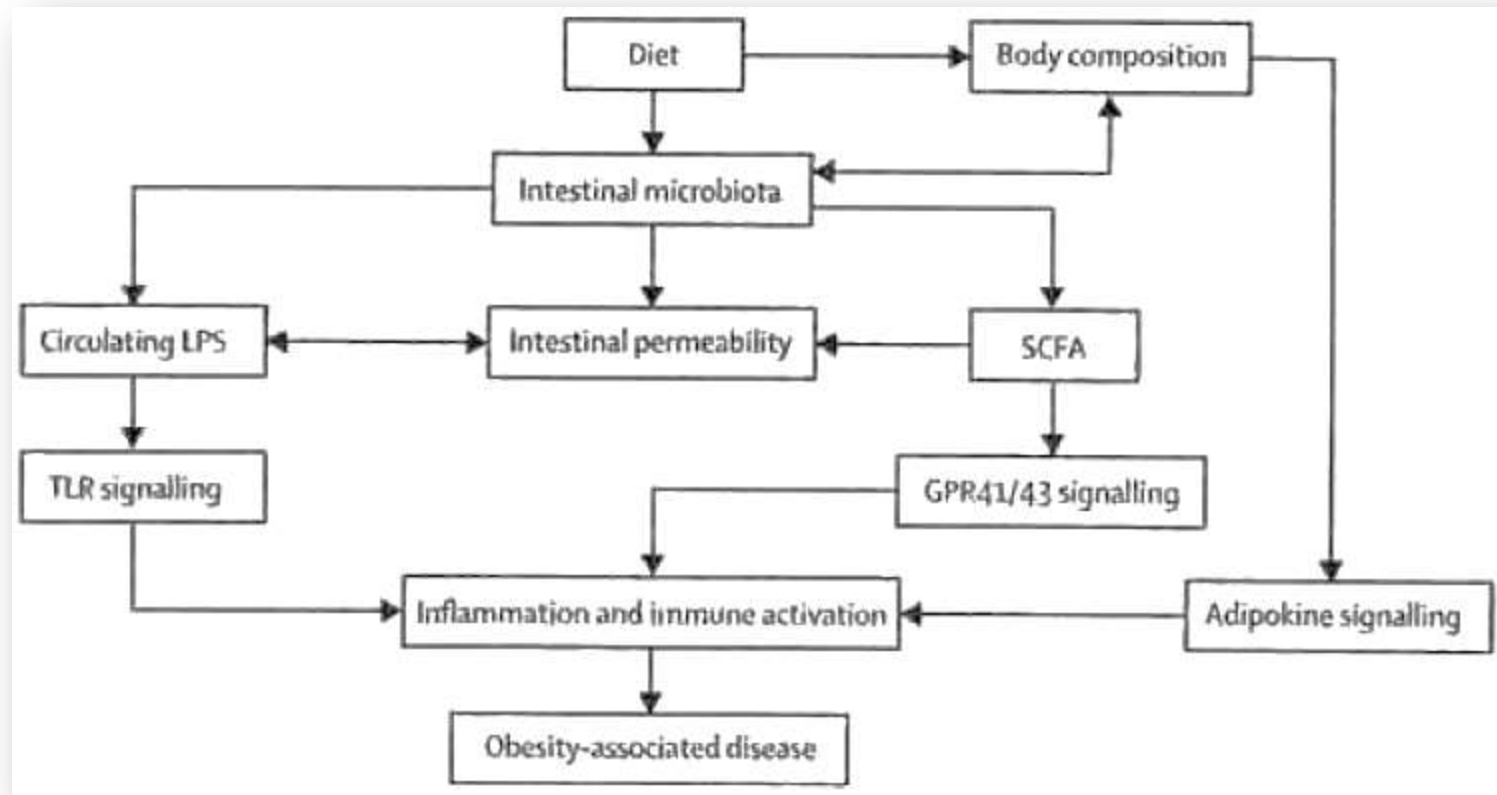 Diet
Body composition
Intestinal microbiota
Circulating LPS
Intestinal permeability
SCFA
TLR signalling
GPR41/43 signalling
Inflammation and immune activation
Adipokine signalling
Obesity-associated disease